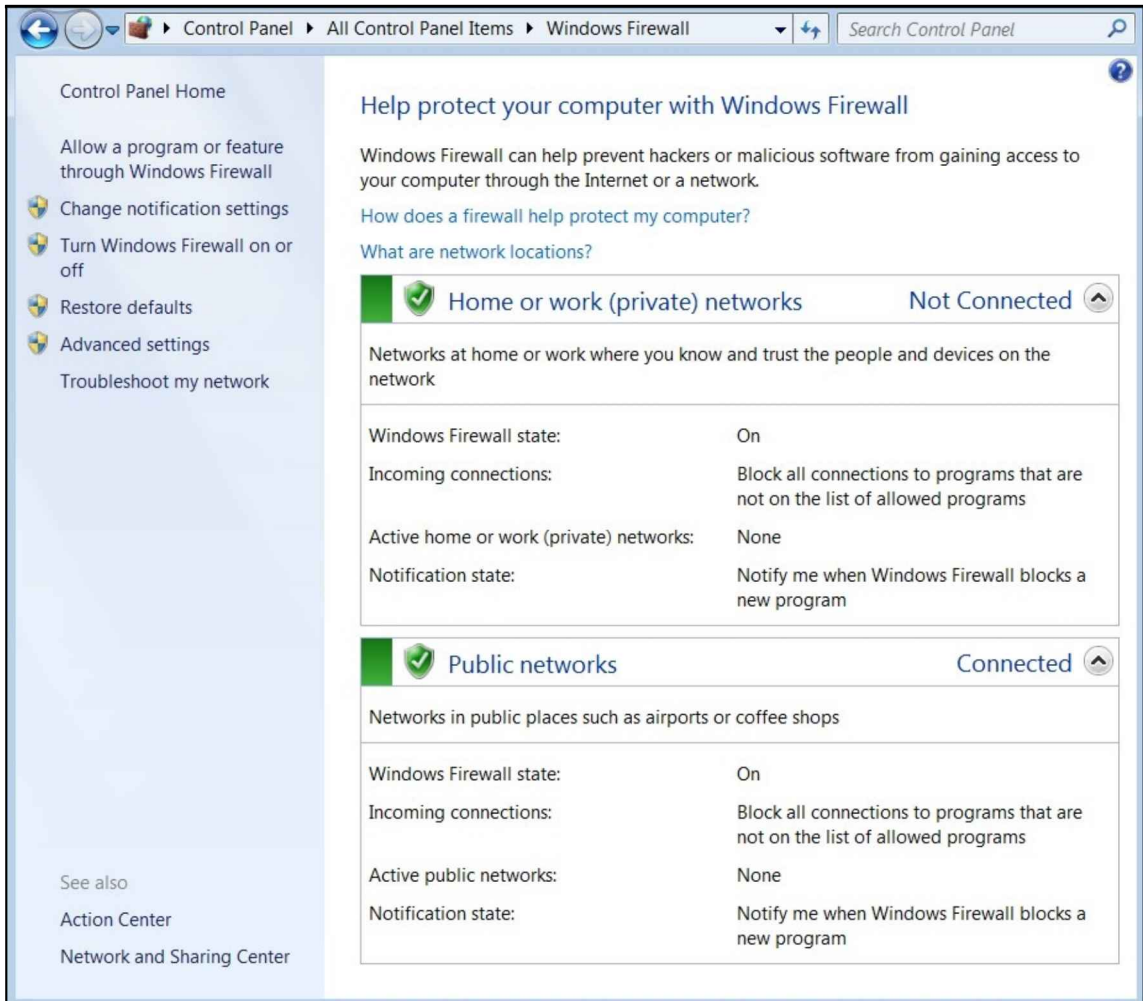 Control Panel All Control Panel Items Windows Firewall Search Control Panel
Control Panel Home
Allow a program or feature
through Windows Firewall
Change notification settings
Turn Windows Firewall on or
off
Restore defaults
Advanced settings
Troubleshoot my network
See also
Action Center
Network and Sharing Center
?
Help protect your computer with Windows Firewall
Windows Firewall can help prevent hackers or malicious software from gaining access to
your computer through the Internet or a network.
How does a firewall help protect my computer?
What are network locations?
Home or work (private) networks Not Connected
Networks at home or work where you know and trust the people and devices on the
network
Windows Firewall state: On
Incoming connections: Block all connections to programs that are
not on the list of allowed programs
Active home or work (private) networks: None
Notification state: Notify me when Windows Firewall blocks a
new program
Public networks Connected
Networks in public places such as airports or coffee shops
Windows Firewall state: On
Incoming connections: Block all connections to programs that are
not on the list of allowed programs
Active public networks: None
Notification state: Notify me when Windows Firewall blocks a
new program